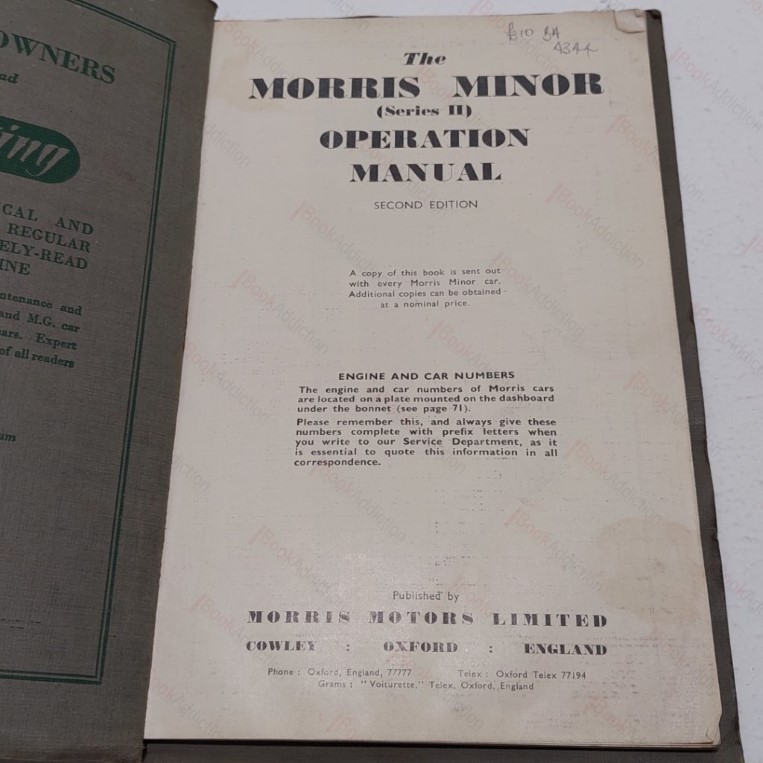 OWNERS
ad
ing
CAL AND
REGULAR
ELY-READ
INE
ntenance and
and M.G. car
ars. Expert
of all readers
um
£10
The
MORRIS MINOR
(Series II)
OPERATION
MANUAL
SECOND EDITION
A copy of this book is sent out
with every Morris Minor car.
Additional copies can be obtained
at a nominal price.
ENGINE AND CAR NUMBERS
The engine and car numbers of Morris cars
are located on a plate mounted on the dashboard
under the bonnet (see page 71).
Please remember this, and always give these
numbers complete with prefix letters when
you write to our Service Department, as it
is essential to quote this information in all
correspondence.
Published by
MORRIS MOTORS LIMITED
COWLEY : OXFORD : ENGLAND
Phone : Oxford, England, 77777 Telex : Oxford Telex 77194
Grams : "Voiturette," Telex, Oxford, England
BookAddiction